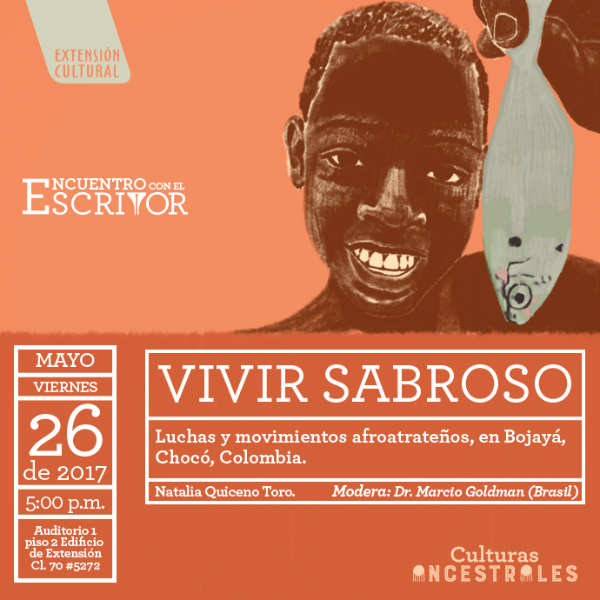 EXTENSIÓN
CULTURAL
ENCUENTRO CON EL
ESCRITOR
MAYO
VIERNES
26
de 2017
5:00 p.m.
Auditorio 1
piso 2 Edificio
de Extensión
Cl. 70 #5272
VIVIR SABROSO
Luchas y movimientos afroatrateños, en Bojayá,
Chocó, Colombia.
Natalia Quiceno Toro. Modera: Dr. Marcio Goldman (Brasil)
Culturas
ANCESTRALES